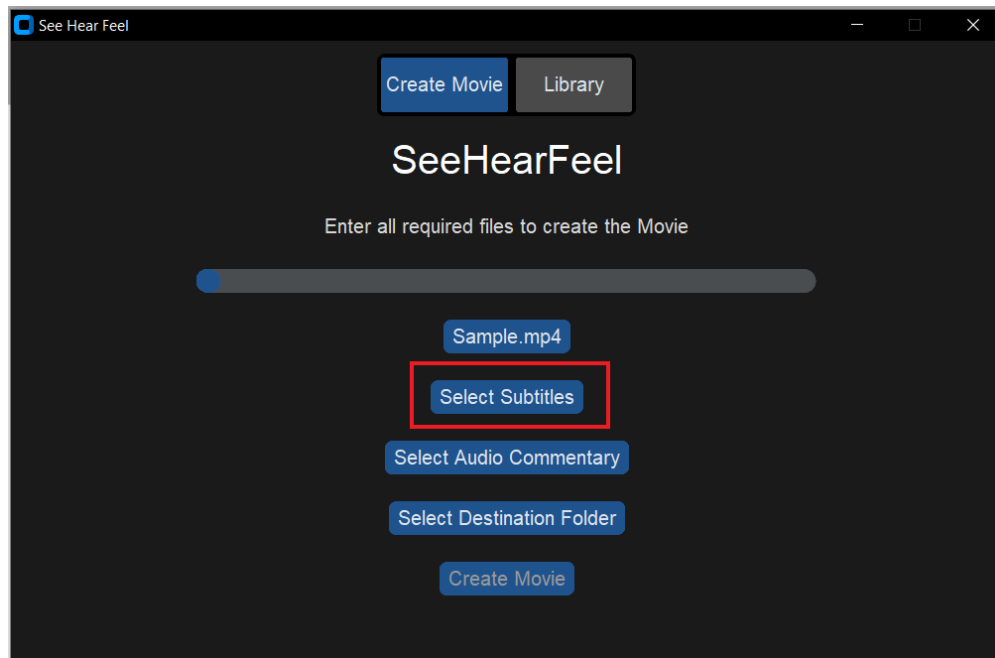 See Hear Feel
Create Movie
Library
SeeHearFeel
Enter all required files to create the Movie
Sample.mp4
Select Subtitles
Select Audio Commentary
Select Destination Folder
Create Movie